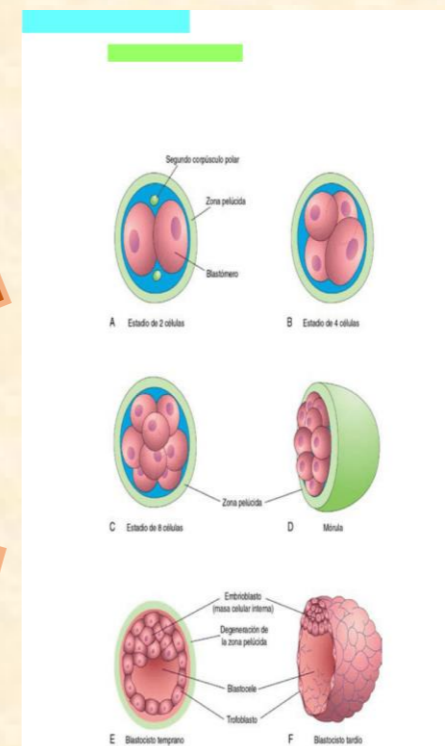 Segundo corpúsculo polar
Zona pelúcida
Blastómero
A Estadio de 2 células
B Estadio de 4 células
Zona pelúcida
C Estadio de 8 células
D Mórula
Embrioblasto
(masa celular interna)
Degeneración de
la zona pelúcida
Blastocele
Trofoblasto
E Blastocisto temprano
F Blastocisto tardío